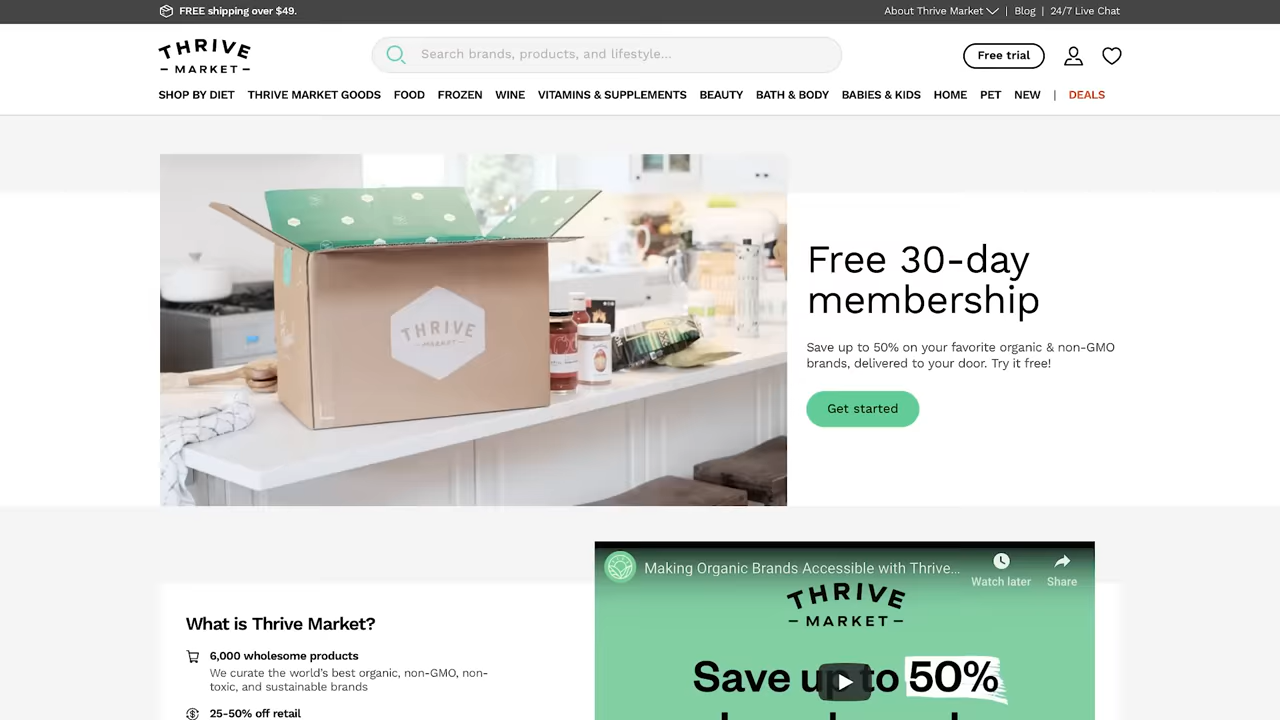 FREE shipping over $49.
About Thrive Market | Blog | 24/7 Live Chat
THRIVE
MARKET
Search brands, products, and lifestyle...
Free trial
SHOP BY DIET THRIVE MARKET GOODS FOOD FROZEN WINE VITAMINS & SUPPLEMENTS BEAUTY BATH & BODY BABIES & KIDS HOME PET NEW | DEALS
THRIVE
MARKET
Free 30-day
membership
Save up to 50% on your favorite organic & non-GMO
brands, delivered to your door. Try it free!
Get started
Making Organic Brands Accessible with Thrive...
Watch later
Share
THRIVE
– MARKET –
Save up to 50%
What is Thrive Market?
6,000 wholesome products
We curate the world's best organic, non-GMO, non-
toxic, and sustainable brands
25-50% off retail